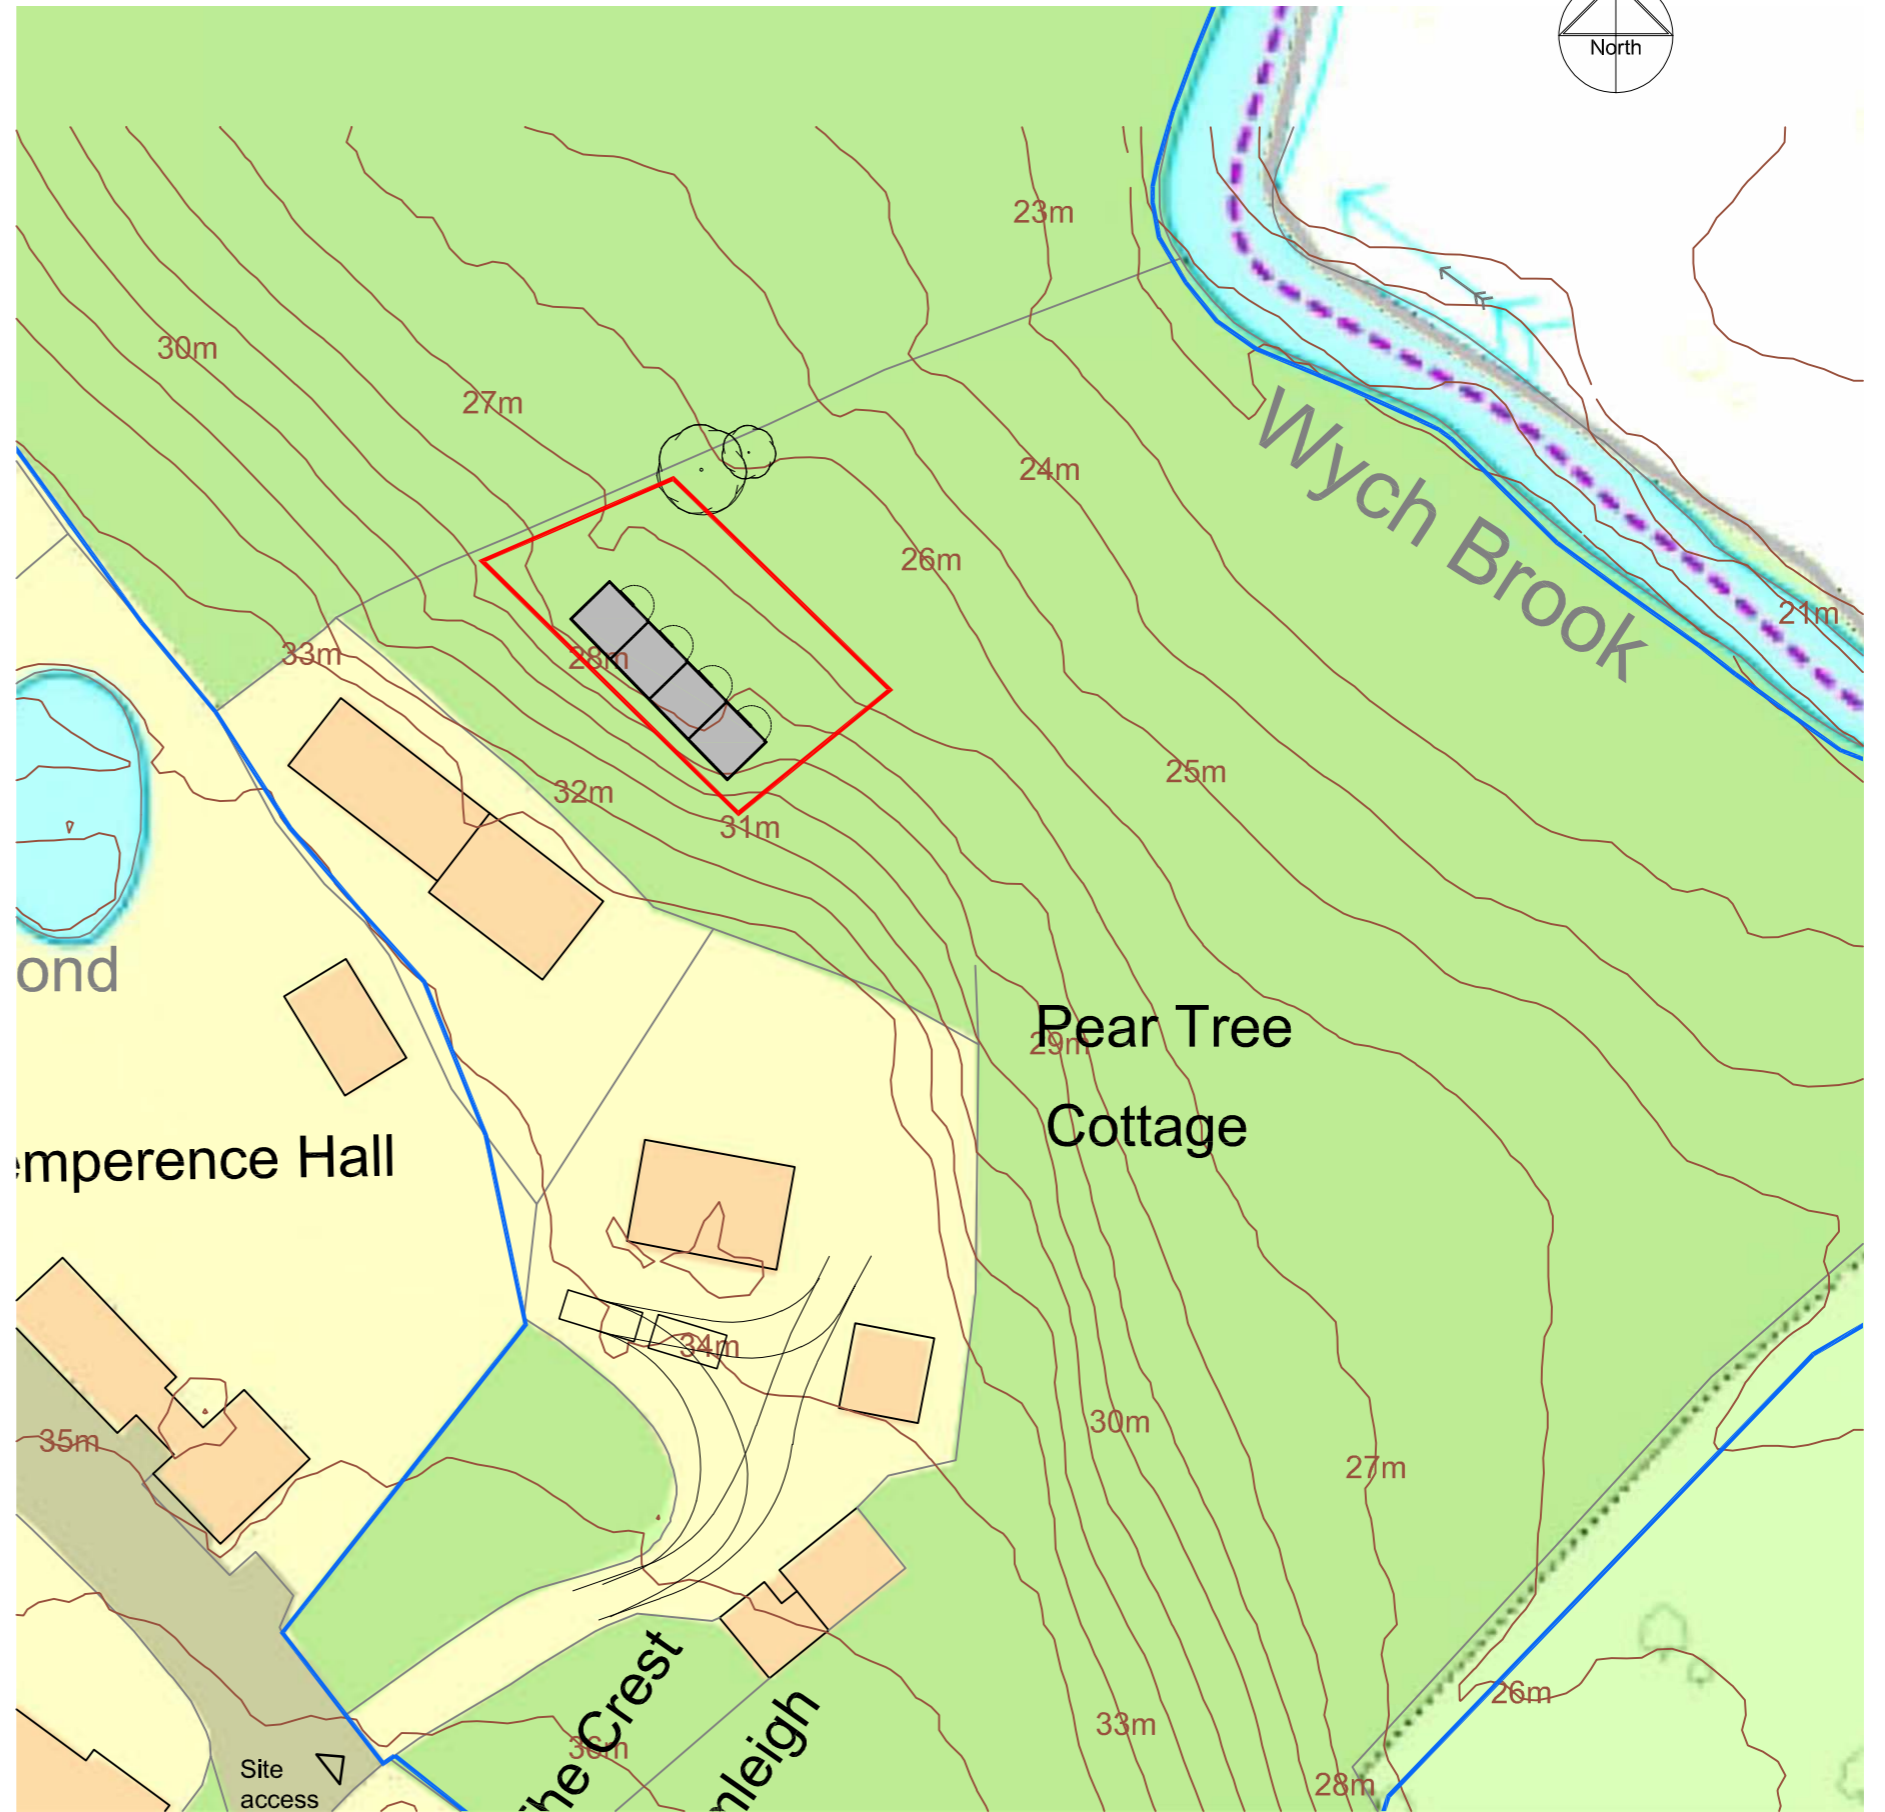 North
23m
30m
27m
24m
Wych Brook
26m
21m
33m
28m
25m
32m
31m
ond
Pear Tree
29m
Cottage
emperence Hall
34m
30m
35m
27m
26m
The Crest
33m
36m
nleigh
Site
access
28m